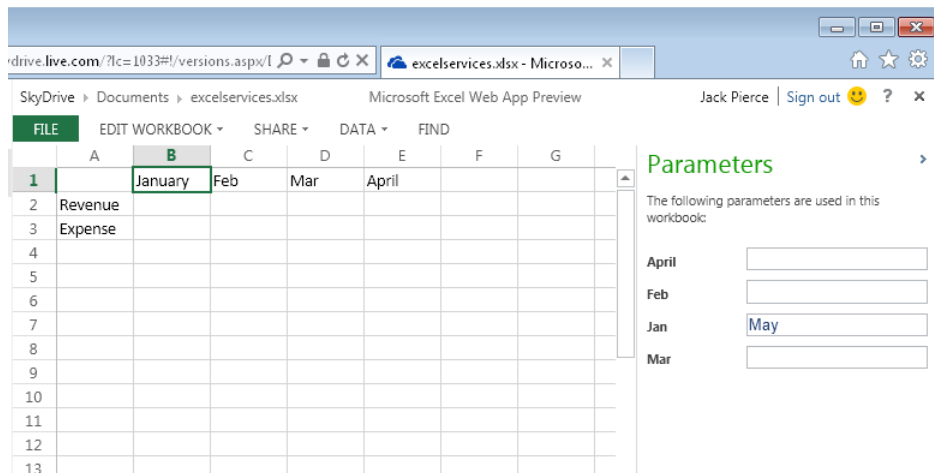 ydrive.live.com/?lc=1033#!/versions.aspx/
excelservices.xlsx - Microso...
SkyDrive Documents excelservices.xlsx Microsoft Excel Web App Preview Jack Pierce | Sign out ?
FILE EDIT WORKBOOK SHARE DATA FIND
A B C D E F G
1 January Feb Mar April
2 Revenue
3 Expense
4
5
6
7
8
9
10
11
12
13
Parameters
The following parameters are used in this
workbook:
April
Feb
Jan May
Mar